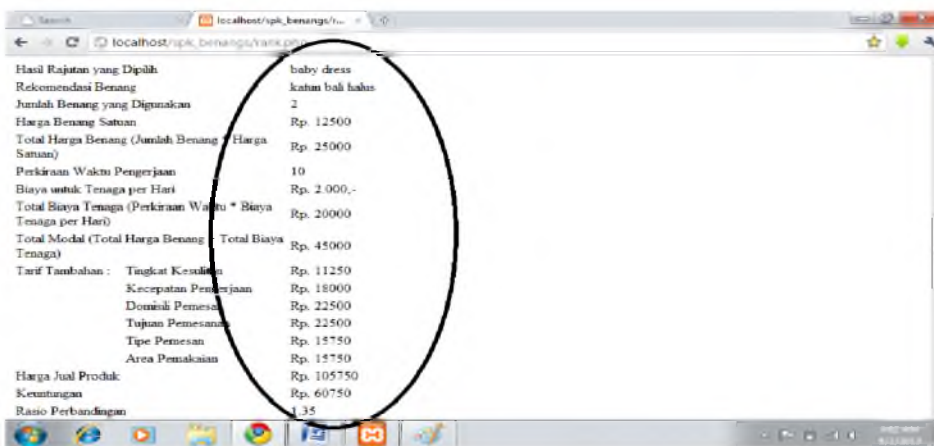 Search
localhost/spk_benangs/r...
localhost/spk_benangs/rank.php
Hasil Rajutan yang Dipilih baby dress
Rekomendasi Benang katun bali halus
Jumlah Benang yang Digunakan 2
Harga Benang Satuan Rp. 12500
Total Harga Benang (Jumlah Benang * Harga
Satuan) Rp. 25000
Perkiraan Waktu Pengerjaan 10
Biaya untuk Tenaga per Hari Rp. 2.000,-
Total Biaya Tenaga (Perkiraan Waktu * Biaya
Tenaga per Hari) Rp. 20000
Total Modal (Total Harga Benang + Total Biaya
Tenaga) Rp. 45000
Tarif Tambahan : Tingkat Kesulitan Rp. 11250
Kecepatan Pengerjaan Rp. 18000
Domisili Pemesan Rp. 22500
Tujuan Pemesanan Rp. 22500
Tipe Pemesan Rp. 15750
Area Pemakaian Rp. 15750
Harga Jual Produk Rp. 105750
Keuntungan Rp. 60750
Rasio Perbandingan 1.35